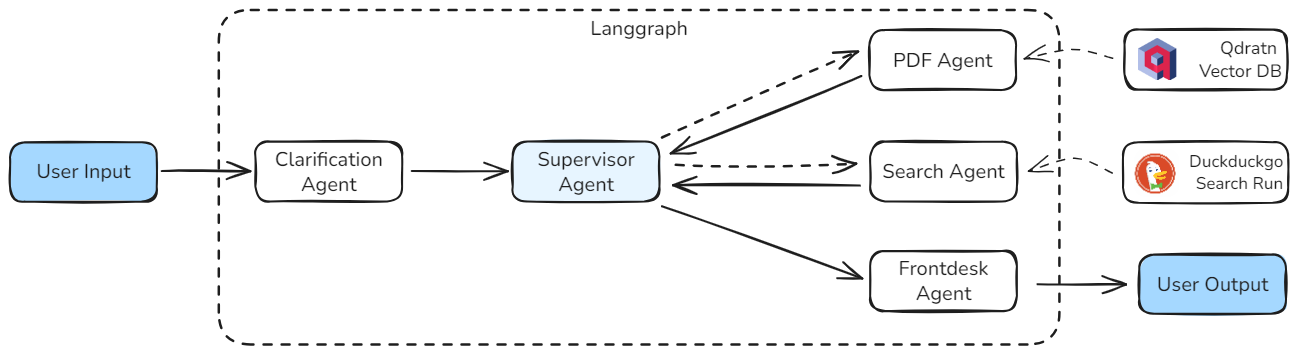 Langgraph
User Input
Clarification
Agent
Supervisor
Agent
PDF Agent
Search Agent
Frontdesk
Agent
Qdratn
Vector DB
Duckduckgo
Search Run
User Output